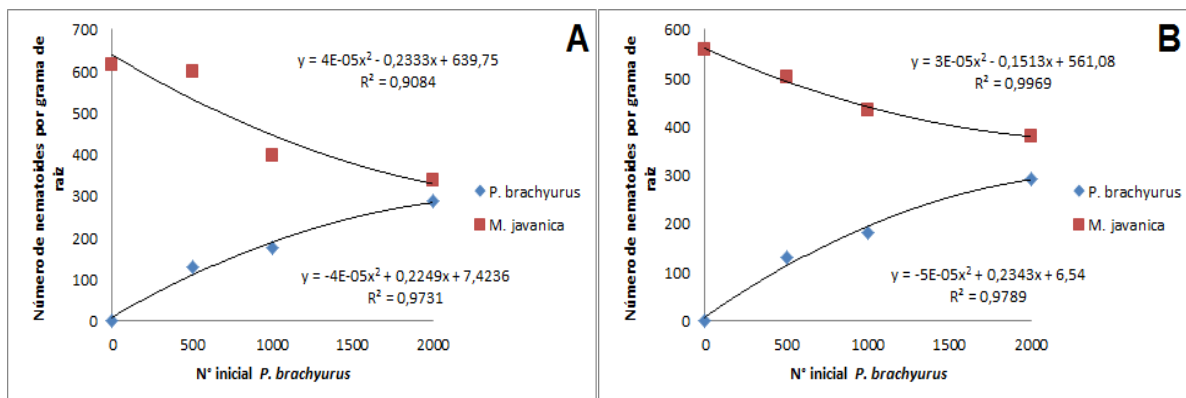 A
Número de nematoides por grama de
raiz
700
600
500
400
300
200
100
0
y = 4E-05x² - 0,2333x + 639,75
R² = 0,9084
P. brachyurus
M. javanica
y = -4E-05x² + 0,2249x + 7,4236
R² = 0,9731
0 500 1000 1500 2000
N° inicial P. brachyurus
B
Número de nematoides por grama de
raiz
600
500
400
300
200
100
0
y = 3E-05x² - 0,1513x + 561,08
R² = 0,9969
P. brachyurus
M. javanica
y = -5E-05x² + 0,2343x + 6,54
R² = 0,9789
0 500 1000 1500 2000
N° inicial P. brachyurus